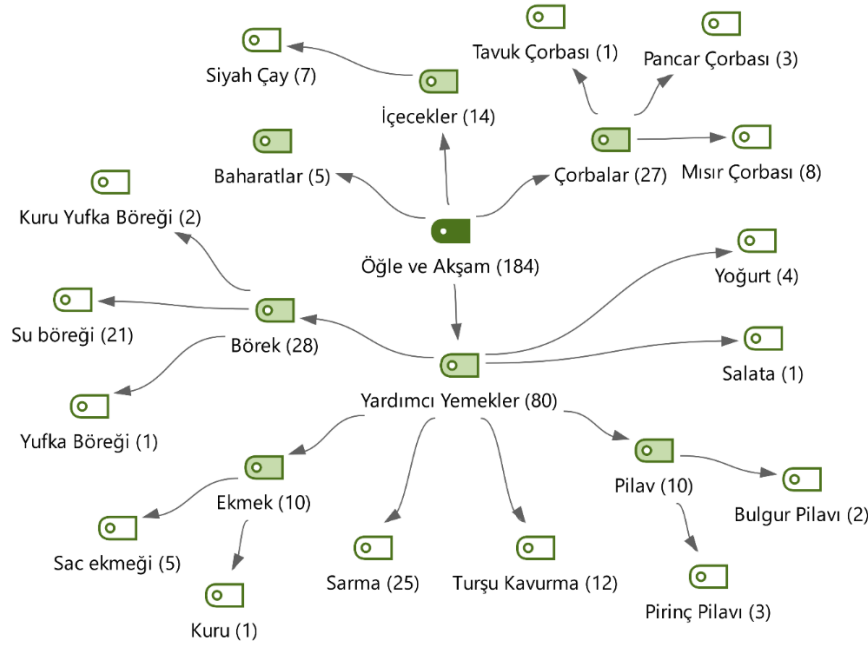 Tavuk Çorbası (1)
Pancar Çorbası (3)
Siyah Çay (7)
İçecekler (14)
Baharatlar (5)
Çorbalar (27)
Mısır Çorbası (8)
Kuru Yufka Böreği (2)
Öğle ve Akşam (184)
Yoğurt (4)
Su böreği (21)
Börek (28)
Salata (1)
Yardımcı Yemekler (80)
Yufka Böreği (1)
Ekmek (10)
Pilav (10)
Bulgur Pilavı (2)
Sac ekmeği (5)
Sarma (25)
Turşu Kavurma (12)
Pirinç Pilavı (3)
Kuru (1)